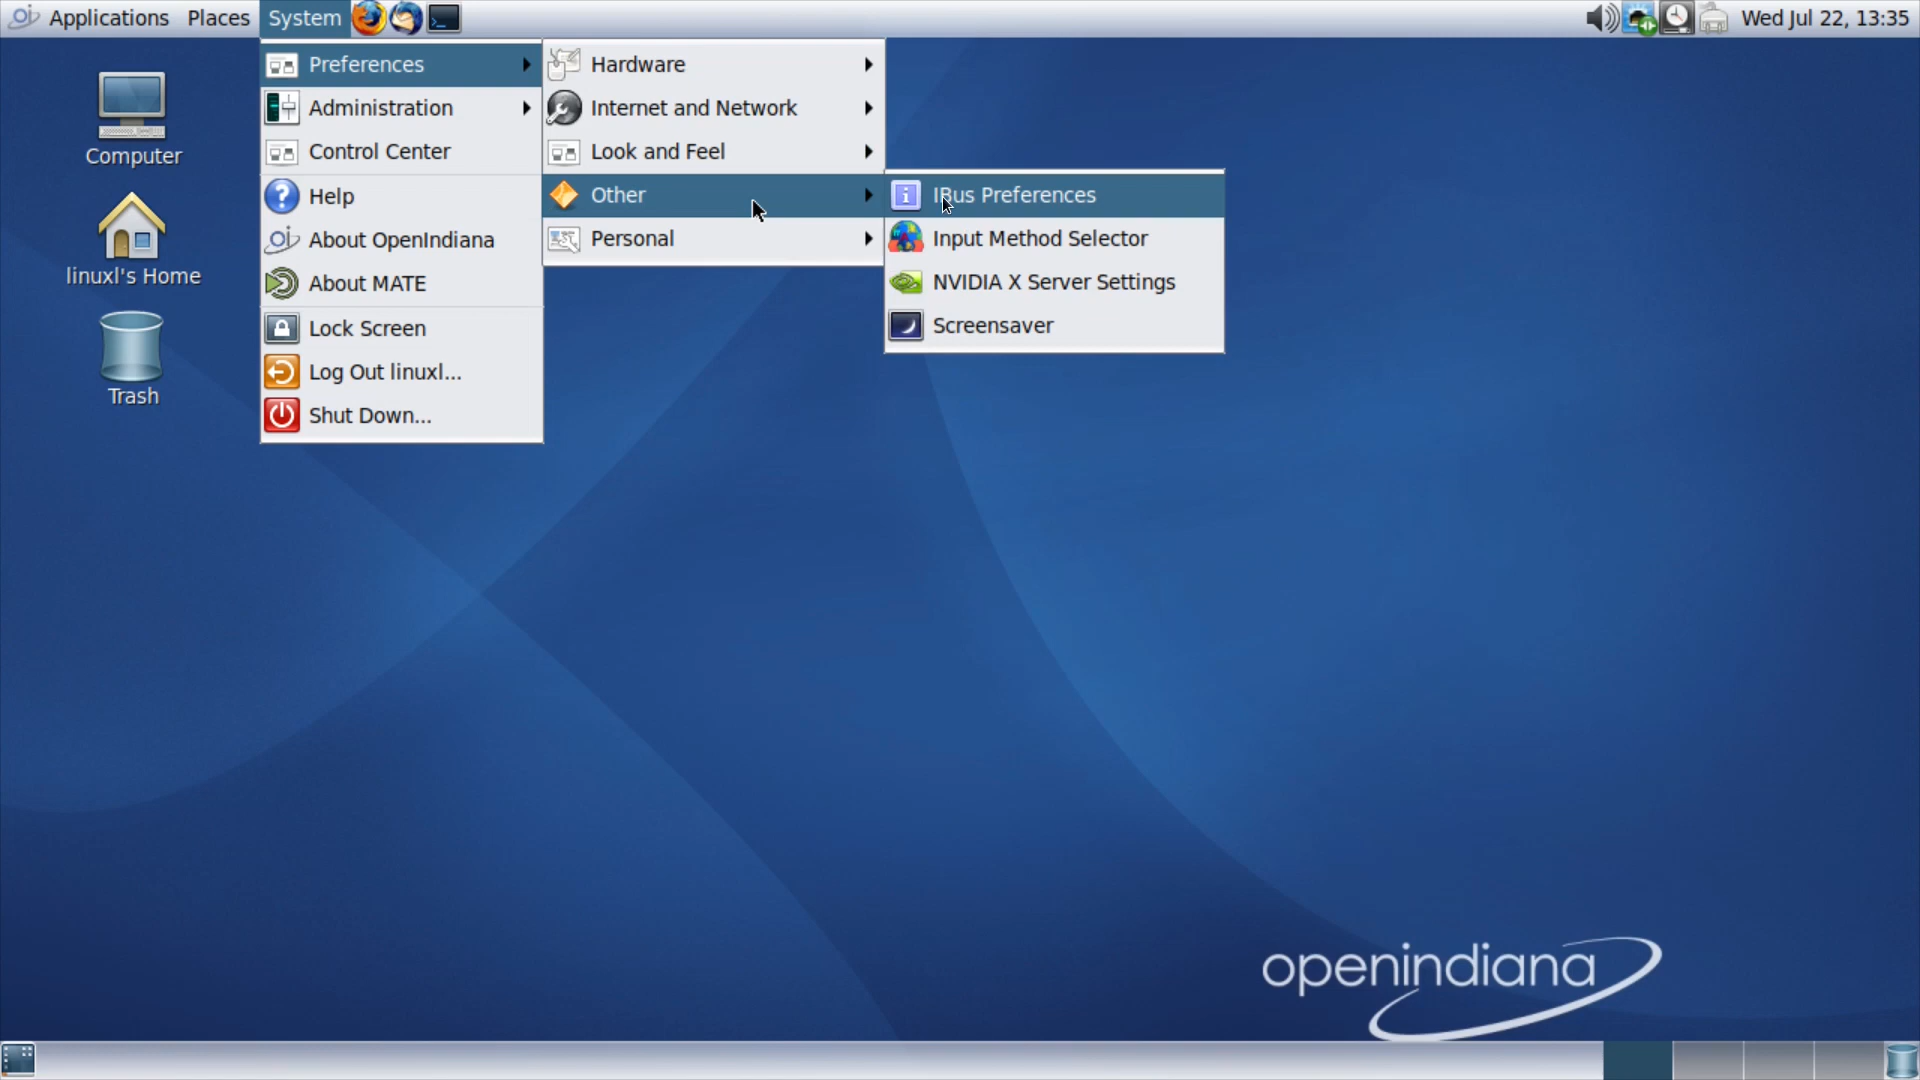 Applications Places System
Wed Jul 22, 13:35
Computer
linuxl's Home
Trash
Preferences
Administration
Control Center
Help
About OpenIndiana
About MATE
Lock Screen
Log Out linuxl...
Shut Down...
Hardware
Internet and Network
Look and Feel
Other
Personal
IBus Preferences
Input Method Selector
NVIDIA X Server Settings
Screensaver
openindiana